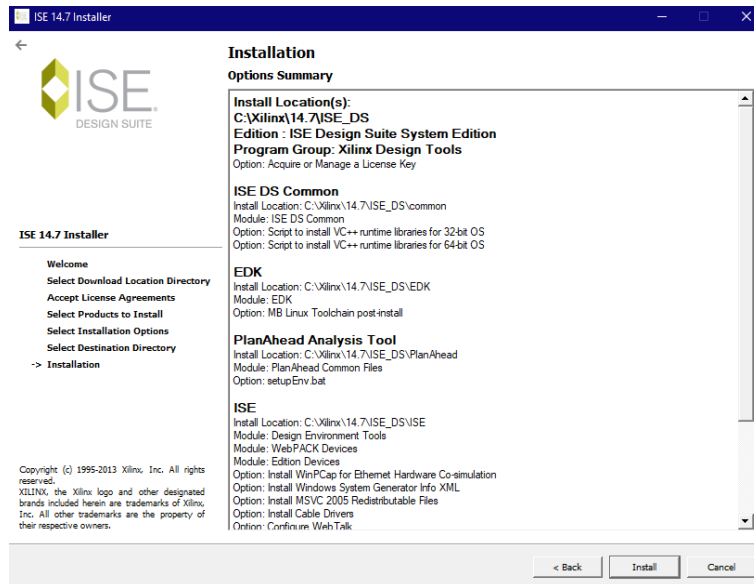 ISE 14.7 Installer
ISE
DESIGN SUITE
ISE 14.7 Installer
Welcome
Select Download Location Directory
Accept License Agreements
Select Products to Install
Select Installation Options
Select Destination Directory
-> Installation
Copyright (c) 1995-2013 Xilinx, Inc. All rights
reserved.
XILINX, the Xilinx logo and other designated
brands included herein are trademarks of Xilinx,
Inc. All other trademarks are the property of
their respective owners.
Installation
Options Summary
Install Location(s):
C:\Xilinx\14.7\ISE_DS
Edition : ISE Design Suite System Edition
Program Group: Xilinx Design Tools
Option: Acquire or Manage a License Key
ISE DS Common
Install Location: C:\Xilinx\14.7\ISE_DS\common
Module: ISE DS Common
Option: Script to install VC++ runtime libraries for 32-bit OS
Option: Script to install VC++ runtime libraries for 64-bit OS
EDK
Install Location: C:\Xilinx\14.7\ISE_DS\EDK
Module: EDK
Option: MB Linux Toolchain post-install
PlanAhead Analysis Tool
Install Location: C:\Xilinx\14.7\ISE_DS\PlanAhead
Module: PlanAhead Common Files
Option: setupEnv.bat
ISE
Install Location: C:\Xilinx\14.7\ISE_DS\ISE
Module: Design Environment Tools
Module: WebPACK Devices
Module: Edition Devices
Option: Install WinPCap for Ethernet Hardware Co-simulation
Option: Install Windows System Generator Info XML
Option: Install MSVC 2005 Redistributable Files
Option: Install Cable Drivers
Option: Configure WebTalk
< Back
Install
Cancel